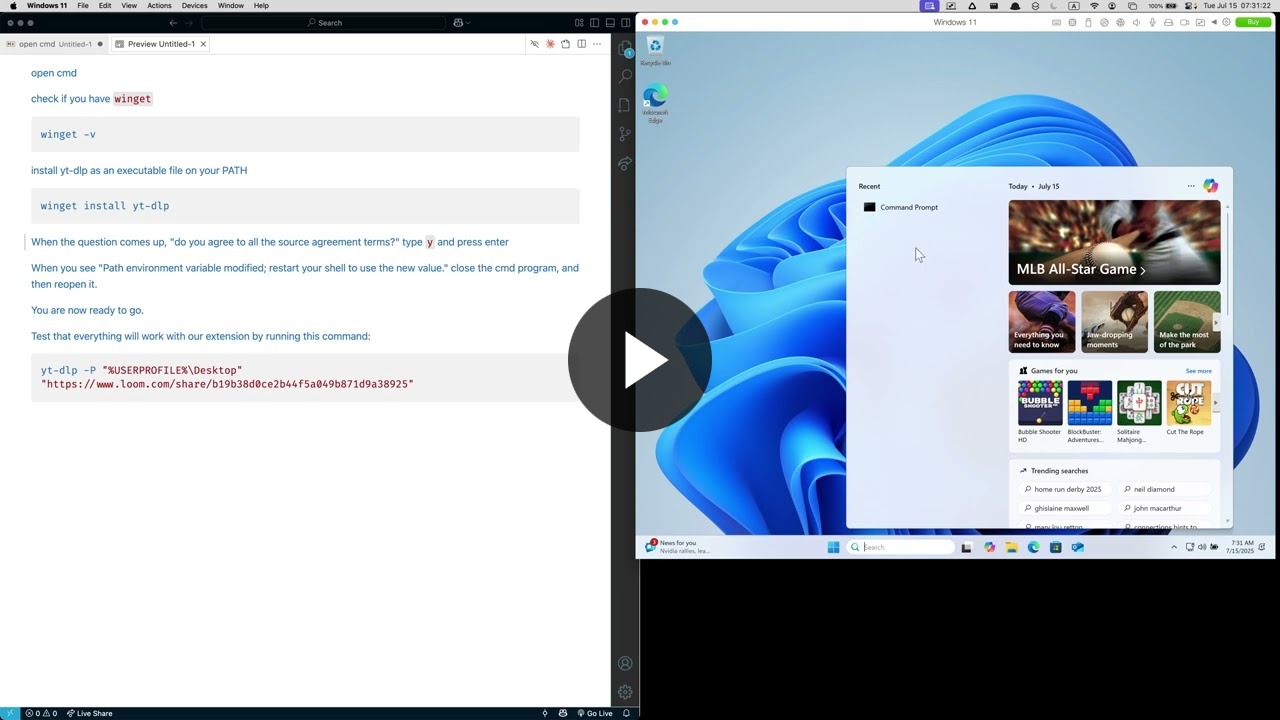 Windows 11 File Edit View Actions Devices Window Help
100% Tue Jul 15 07:31:22
Search
open cmd Untitled-1
Preview Untitled-1
open cmd
check if you have winget
winget -v
install yt-dlp as an executable file on your PATH
winget install yt-dlp
When the question comes up, "do you agree to all the source agreement terms?" type y and press enter
When you see "Path environment variable modified; restart your shell to use the new value." close the cmd program, and
then reopen it.
You are now ready to go.
Test that everything will work with our extension by running this command:
yt-dlp -P "%USERPROFILE%\Desktop"
"https://www.loom.com/share/b19b38d0ce2b44f5a049b871d9a38925"
0 0 Live Share
Go Live
1
Windows 11
Buy
Recycle Bin
Microsoft
Edge
Recent
Command Prompt
Today • July 15
MLB All-Star Game
Everything you
need to know
Jaw-dropping
moments
Make the most
of the park
Games for you
See more
BUBBLE
SHOOTER
CUT
ROPE
Bubble Shooter
HD
BlockBuster:
Adventures...
Solitaire
Mahjong...
Cut The Rope
Trending searches
home run derby 2025
neil diamond
ghislaine maxwell
john macarthur
mary lou retton
connections hints to
News for you
Nvidia rallies, lea...
Search
7:31 AM
7/15/2025